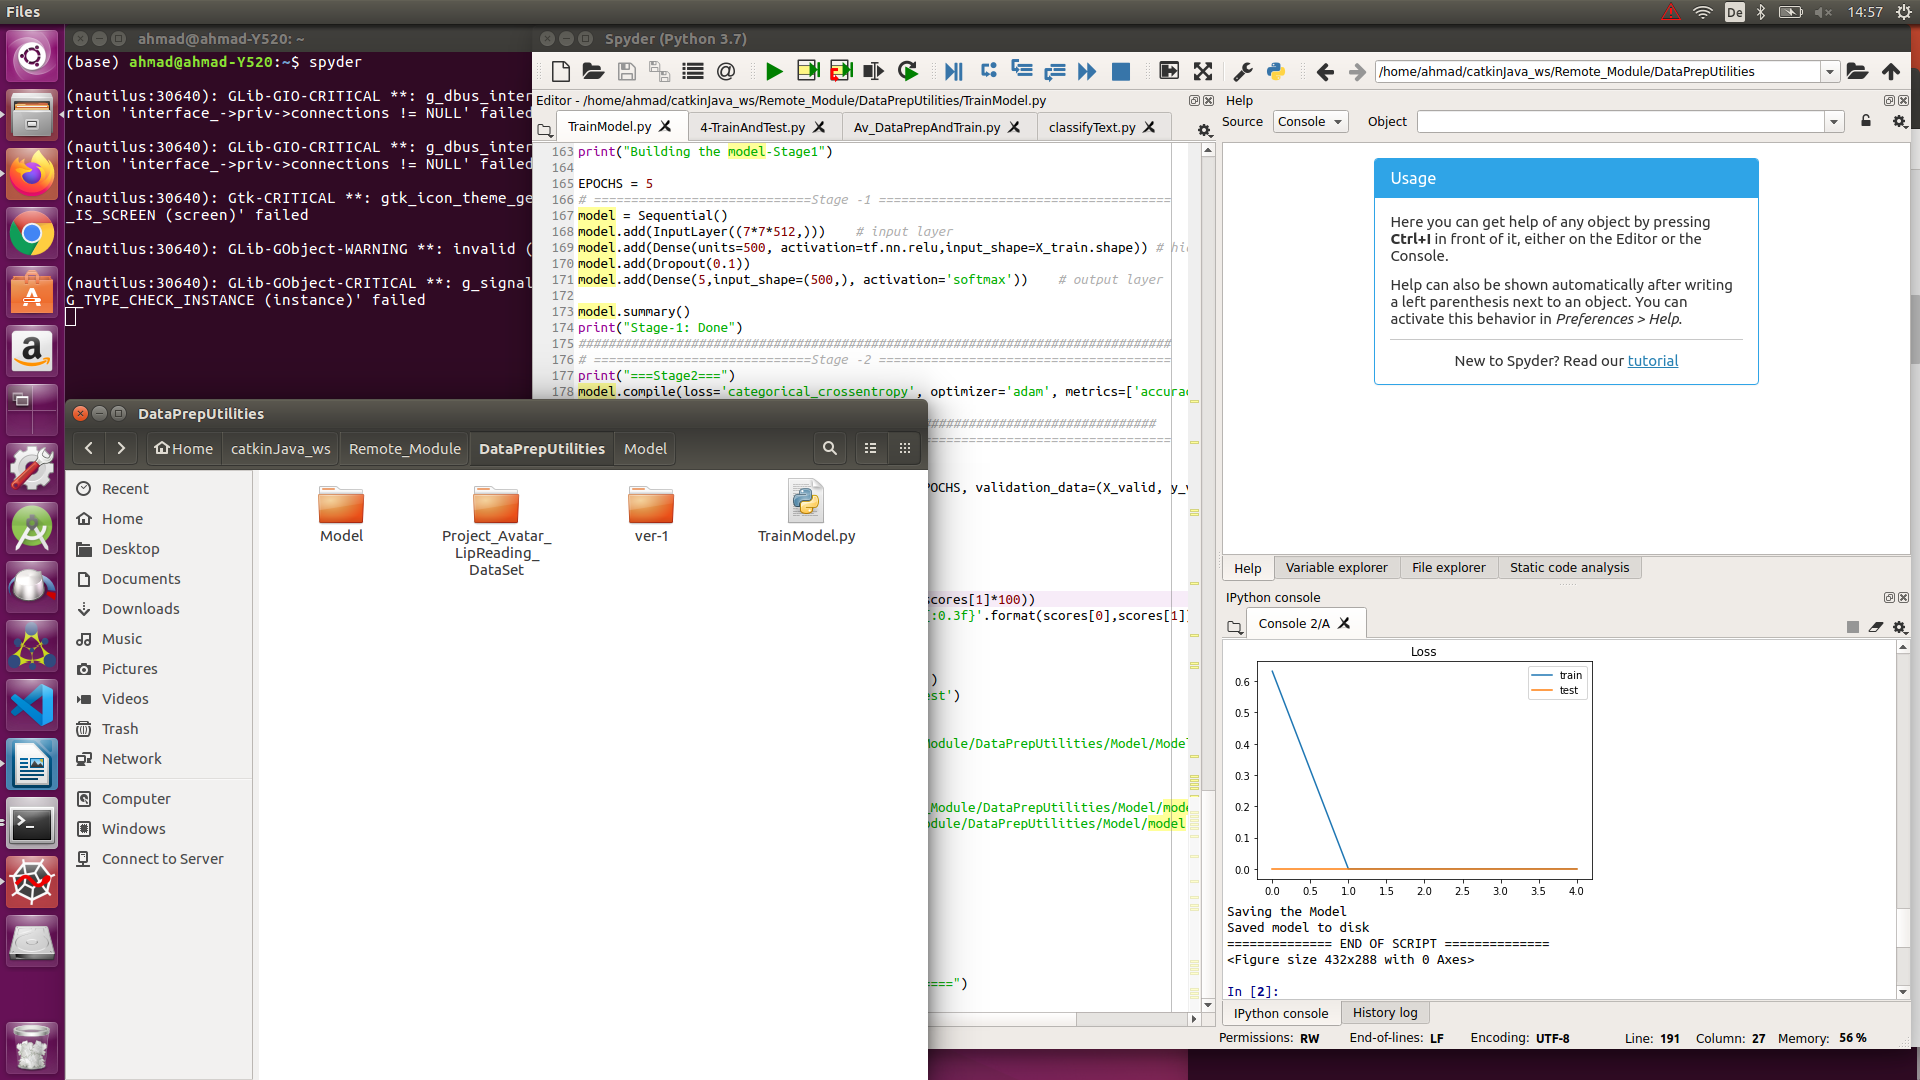 Files
De
14:57
ahmad@ahmad-Y520: ~
(base) ahmad@ahmad-Y520:~$ spyder
(nautilus:30640): GLib-GIO-CRITICAL **: g_dbus_inter
rtion 'interface_->priv->connections != NULL' failed
(nautilus:30640): GLib-GIO-CRITICAL **: g_dbus_inter
rtion 'interface_->priv->connections != NULL' failed
(nautilus:30640): Gtk-CRITICAL **: gtk_icon_theme_ge
_IS_SCREEN (screen)' failed
(nautilus:30640): GLib-GObject-WARNING **: invalid (
(nautilus:30640): GLib-GObject-CRITICAL **: g_signal
G_TYPE_CHECK_INSTANCE (instance)' failed
Spyder (Python 3.7)
/home/ahmad/catkinJava_ws/Remote_Module/DataPrepUtilities
Editor - /home/ahmad/catkinJava_ws/Remote_Module/DataPrepUtilities/TrainModel.py
TrainModel.py
4-TrainAndTest.py
Av_DataPrepAndTrain.py
classifyText.py
163 print("Building the model-Stage1")
164
165 EPOCHS = 5
166 # =============================Stage -1 =======================================
167 model = Sequential()
168 model.add(InputLayer((7*7*512,)))    # input layer
169 model.add(Dense(units=500, activation=tf.nn.relu,input_shape=X_train.shape)) # hi
170 model.add(Dropout(0.1))
171 model.add(Dense(5,input_shape=(500,), activation='softmax'))    # output layer
172
173 model.summary()
174 print("Stage-1: Done")
175 ###############################################################################
176 # =============================Stage -2 =======================================
177 print("===Stage2===")
178 model.compile(loss='categorical_crossentropy', optimizer='adam', metrics=['accurac
###############################
================================
POCHS, validation_data=(X_valid, y_v
scores[1]*100))
:0.3f}'.format(scores[0],scores[1]
)
est')
Module/DataPrepUtilities/Model/Mode
_Module/DataPrepUtilities/Model/mode
odule/DataPrepUtilities/Model/model
====")
DataPrepUtilities
Home
catkinJava_ws
Remote_Module
DataPrepUtilities
Model
Recent
Home
Desktop
Documents
Downloads
Music
Pictures
Videos
Trash
Network
Computer
Windows
Connect to Server
Model
Project_Avatar_
LipReading_
DataSet
ver-1
TrainModel.py
Help
Source
Console
Object
Usage
Here you can get help of any object by pressing
Ctrl+I in front of it, either on the Editor or the
Console.
Help can also be shown automatically after writing
a left parenthesis next to an object. You can
activate this behavior in Preferences > Help.
New to Spyder? Read our tutorial
Help
Variable explorer
File explorer
Static code analysis
IPython console
Console 2/A
Loss
train
test
0.6
0.5
0.4
0.3
0.2
0.1
0.0
0.0 0.5 1.0 1.5 2.0 2.5 3.0 3.5 4.0
Saving the Model
Saved model to disk
============== END OF SCRIPT ==============
<Figure size 432x288 with 0 Axes>
In [2]:
IPython console
History log
Permissions: RW
End-of-lines: LF
Encoding: UTF-8
Line: 191
Column: 27
Memory: 56 %